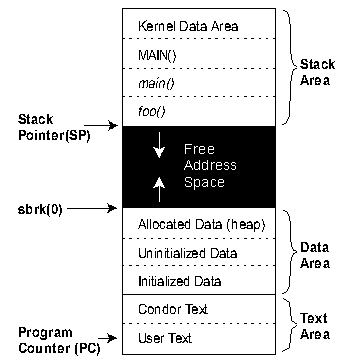 Kernel Data Area
MAIN()
main()
foo()
Stack
Area
Stack
Pointer(SP)
Free
Address
Space
sbrk(0)
Allocated Data (heap)
Uninitialized Data
Initialized Data
Data
Area
Condor Text
User Text
Text
Area
Program
Counter (PC)